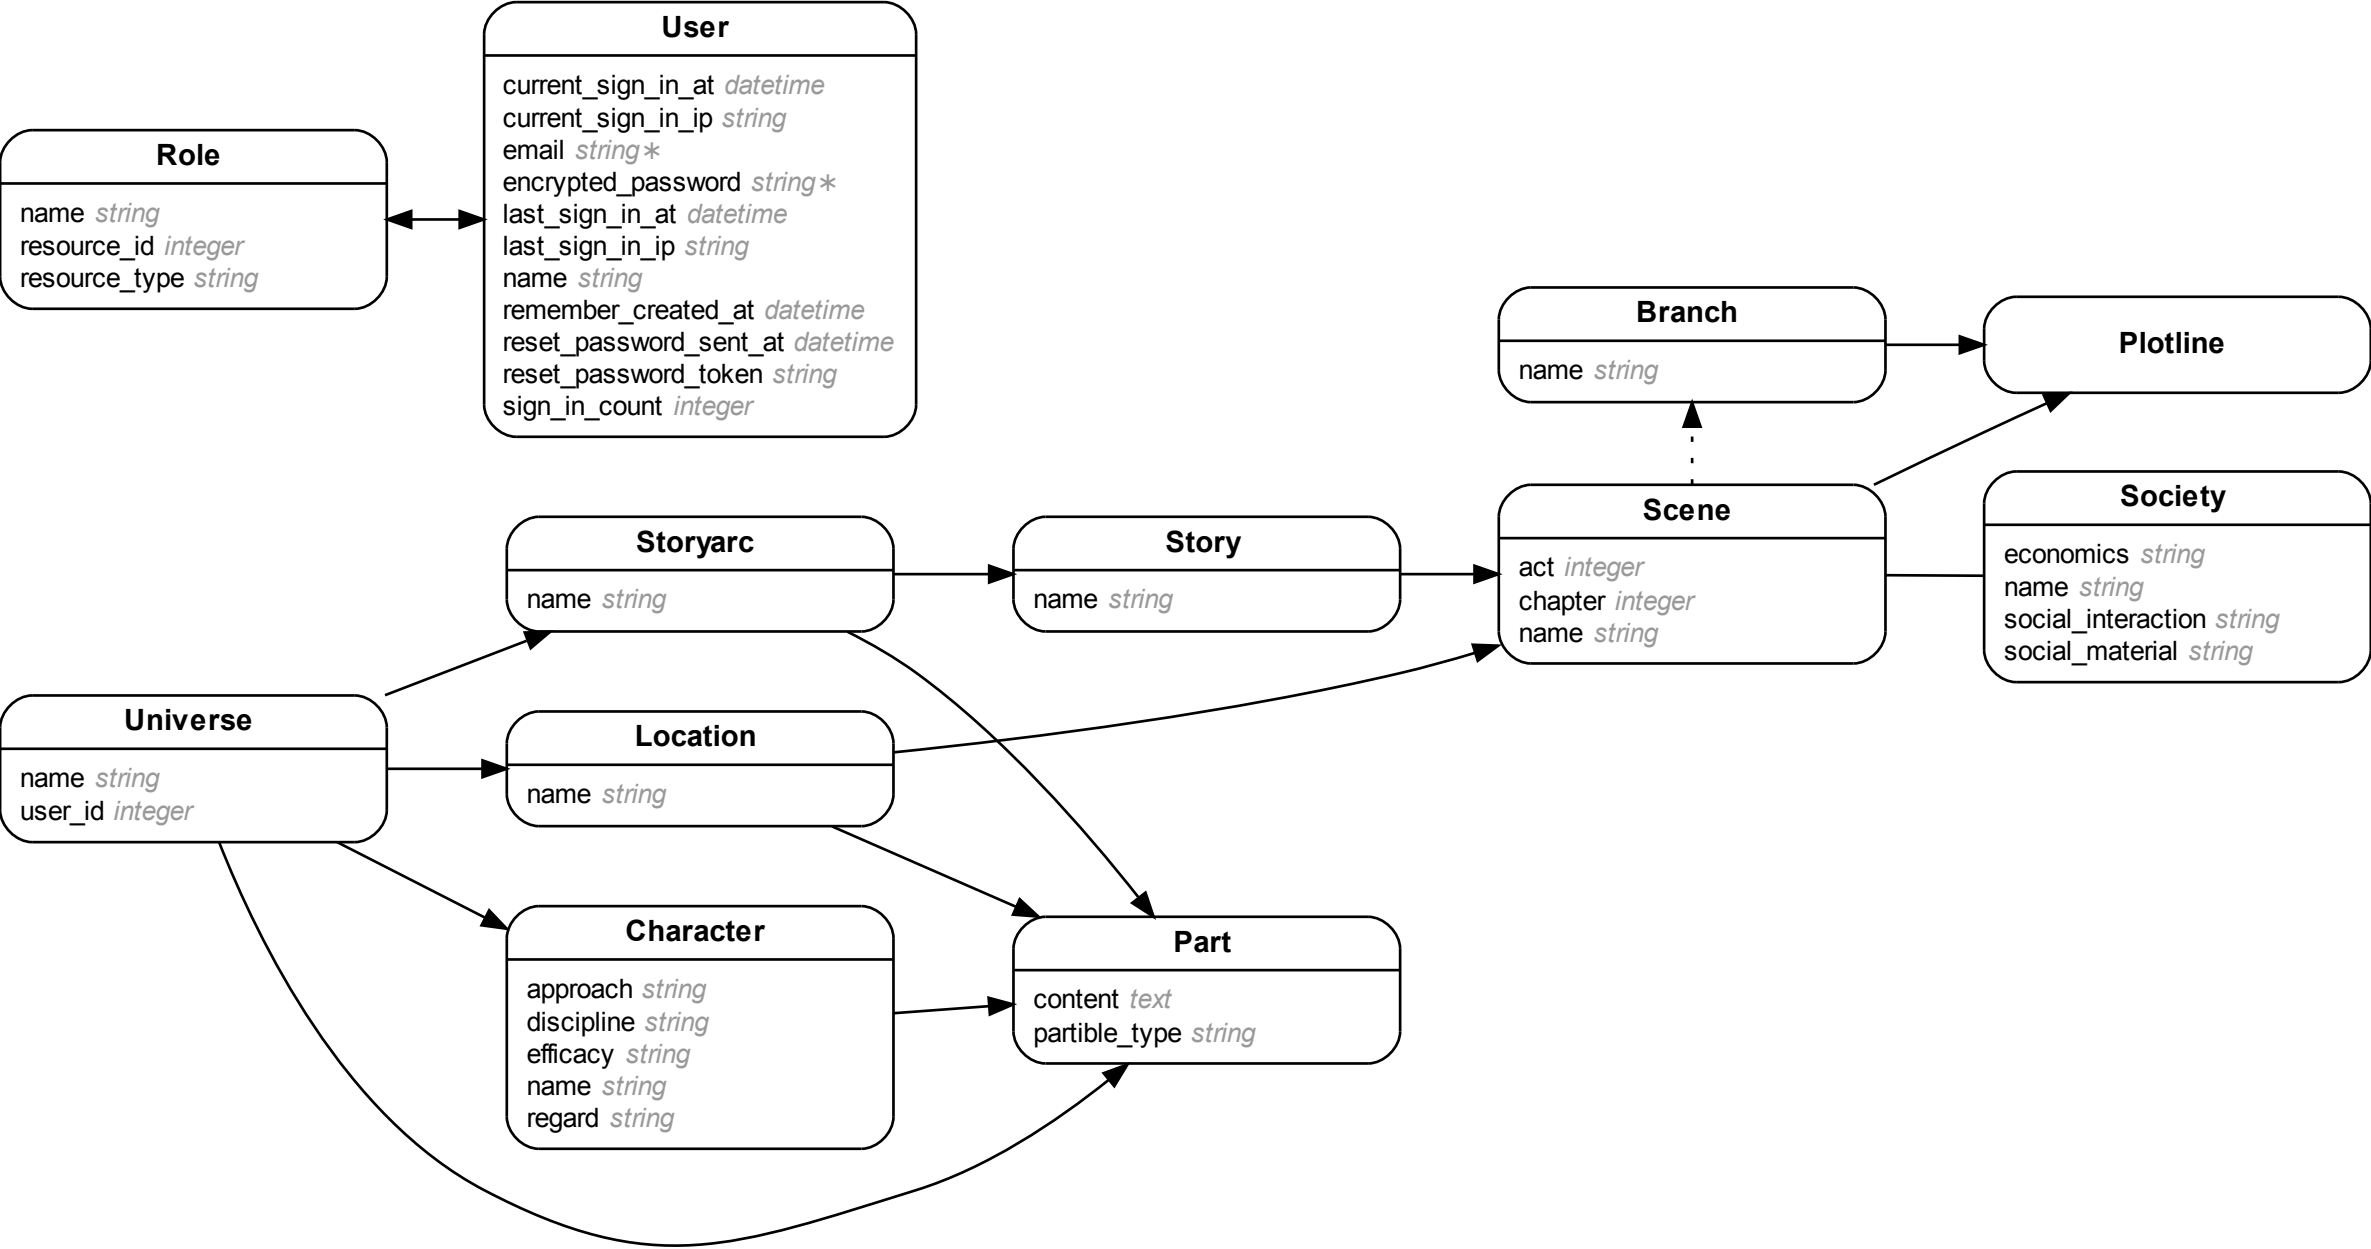 User
current_sign_in_at datetime
current_sign_in_ip string
email string∗
encrypted_password string∗
last_sign_in_at datetime
last_sign_in_ip string
name string
remember_created_at datetime
reset_password_sent_at datetime
reset_password_token string
sign_in_count integer
Role
name string
resource_id integer
resource_type string
Branch
name string
Plotline
Storyarc
name string
Story
name string
Scene
act integer
chapter integer
name string
Society
economics string
name string
social_interaction string
social_material string
Universe
name string
user_id integer
Location
name string
Character
approach string
discipline string
efficacy string
name string
regard string
Part
content text
partible_type string